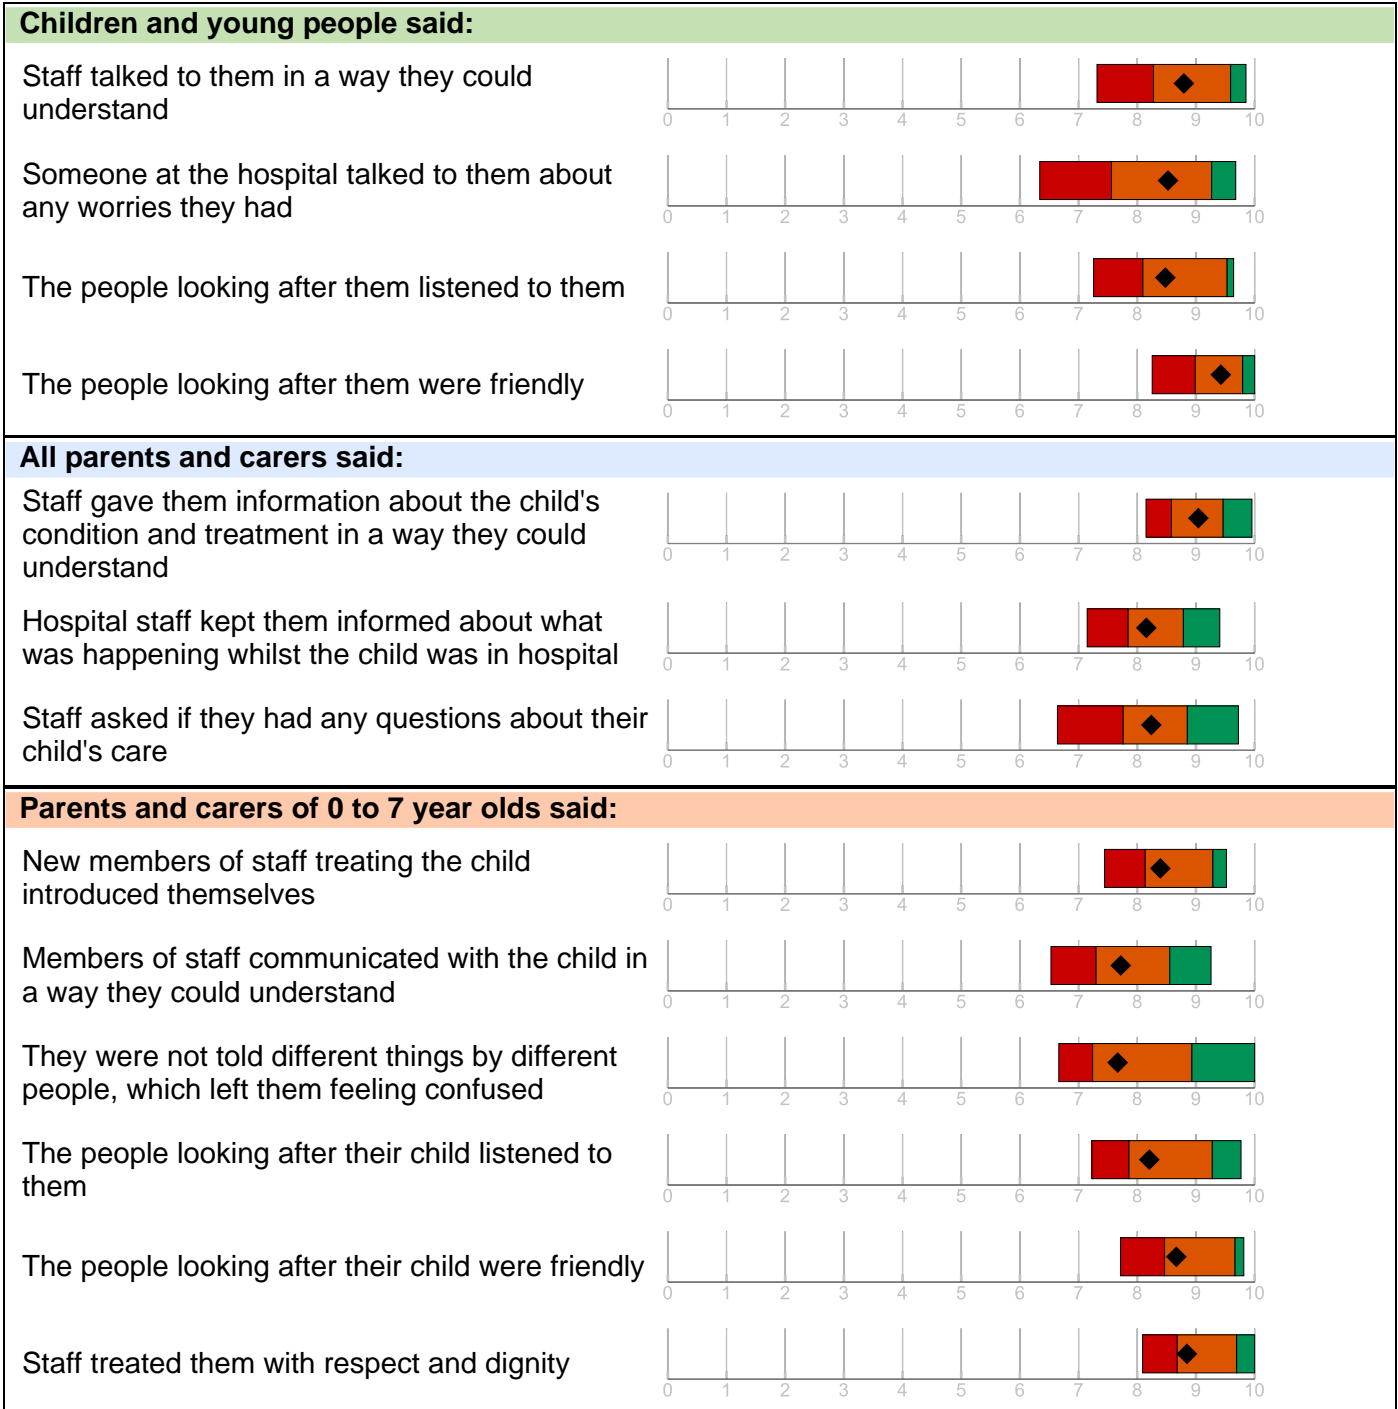 Children and young people said:
Staff talked to them in a way they could
understand
0 1 2 3 4 5 6 7 8 9 10
Someone at the hospital talked to them about
any worries they had
0 1 2 3 4 5 6 7 8 9 10
The people looking after them listened to them
0 1 2 3 4 5 6 7 8 9 10
The people looking after them were friendly
0 1 2 3 4 5 6 7 8 9 10
All parents and carers said:
Staff gave them information about the child's
condition and treatment in a way they could
understand
0 1 2 3 4 5 6 7 8 9 10
Hospital staff kept them informed about what
was happening whilst the child was in hospital
0 1 2 3 4 5 6 7 8 9 10
Staff asked if they had any questions about their
child's care
0 1 2 3 4 5 6 7 8 9 10
Parents and carers of 0 to 7 year olds said:
New members of staff treating the child
introduced themselves
0 1 2 3 4 5 6 7 8 9 10
Members of staff communicated with the child in
a way they could understand
0 1 2 3 4 5 6 7 8 9 10
They were not told different things by different
people, which left them feeling confused
0 1 2 3 4 5 6 7 8 9 10
The people looking after their child listened to
them
0 1 2 3 4 5 6 7 8 9 10
The people looking after their child were friendly
0 1 2 3 4 5 6 7 8 9 10
Staff treated them with respect and dignity
0 1 2 3 4 5 6 7 8 9 10